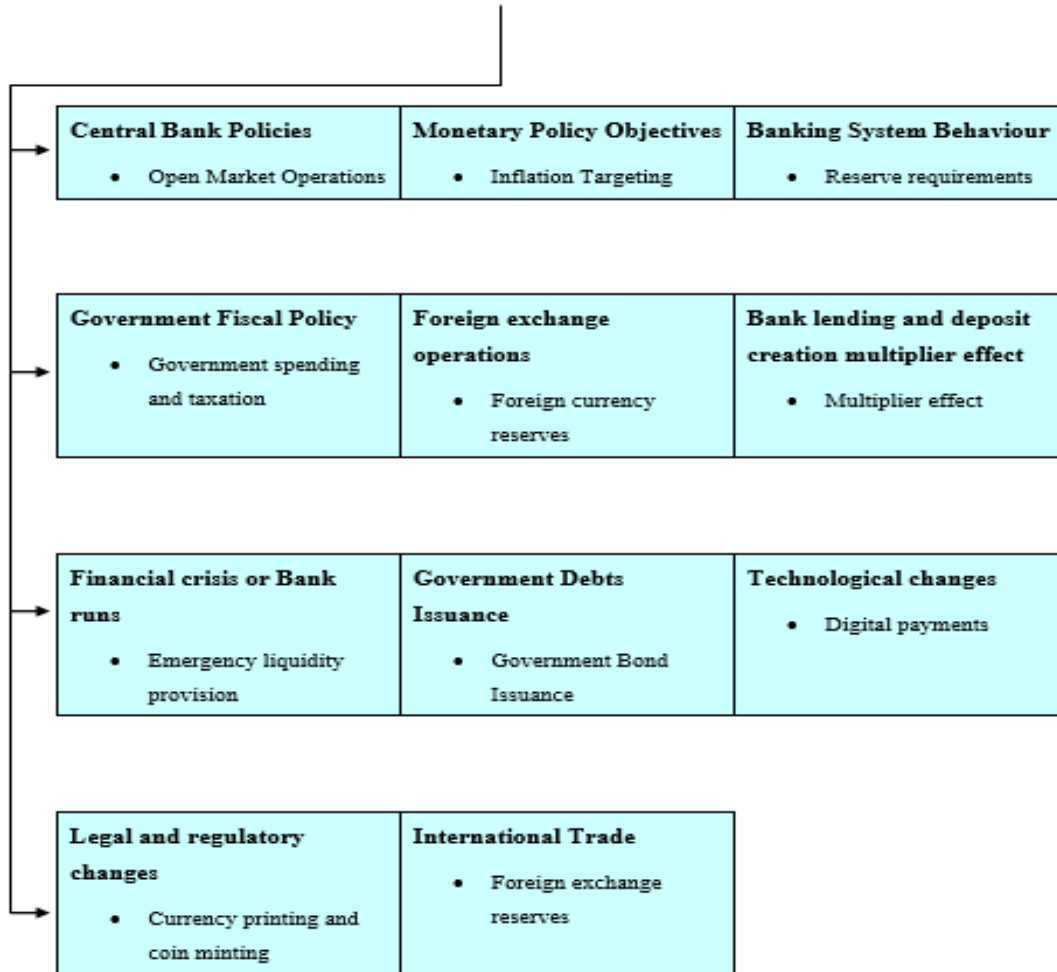 Central Bank Policies
• Open Market Operations
Monetary Policy Objectives
• Inflation Targeting
Banking System Behaviour
• Reserve requirements
Government Fiscal Policy
• Government spending
and taxation
Foreign exchange
operations
• Foreign currency
reserves
Bank lending and deposit
creation multiplier effect
• Multiplier effect
Financial crisis or Bank
runs
• Emergency liquidity
provision
Government Debts
Issuance
• Government Bond
Issuance
Technological changes
• Digital payments
Legal and regulatory
changes
• Currency printing and
coin minting
International Trade
• Foreign exchange
reserves